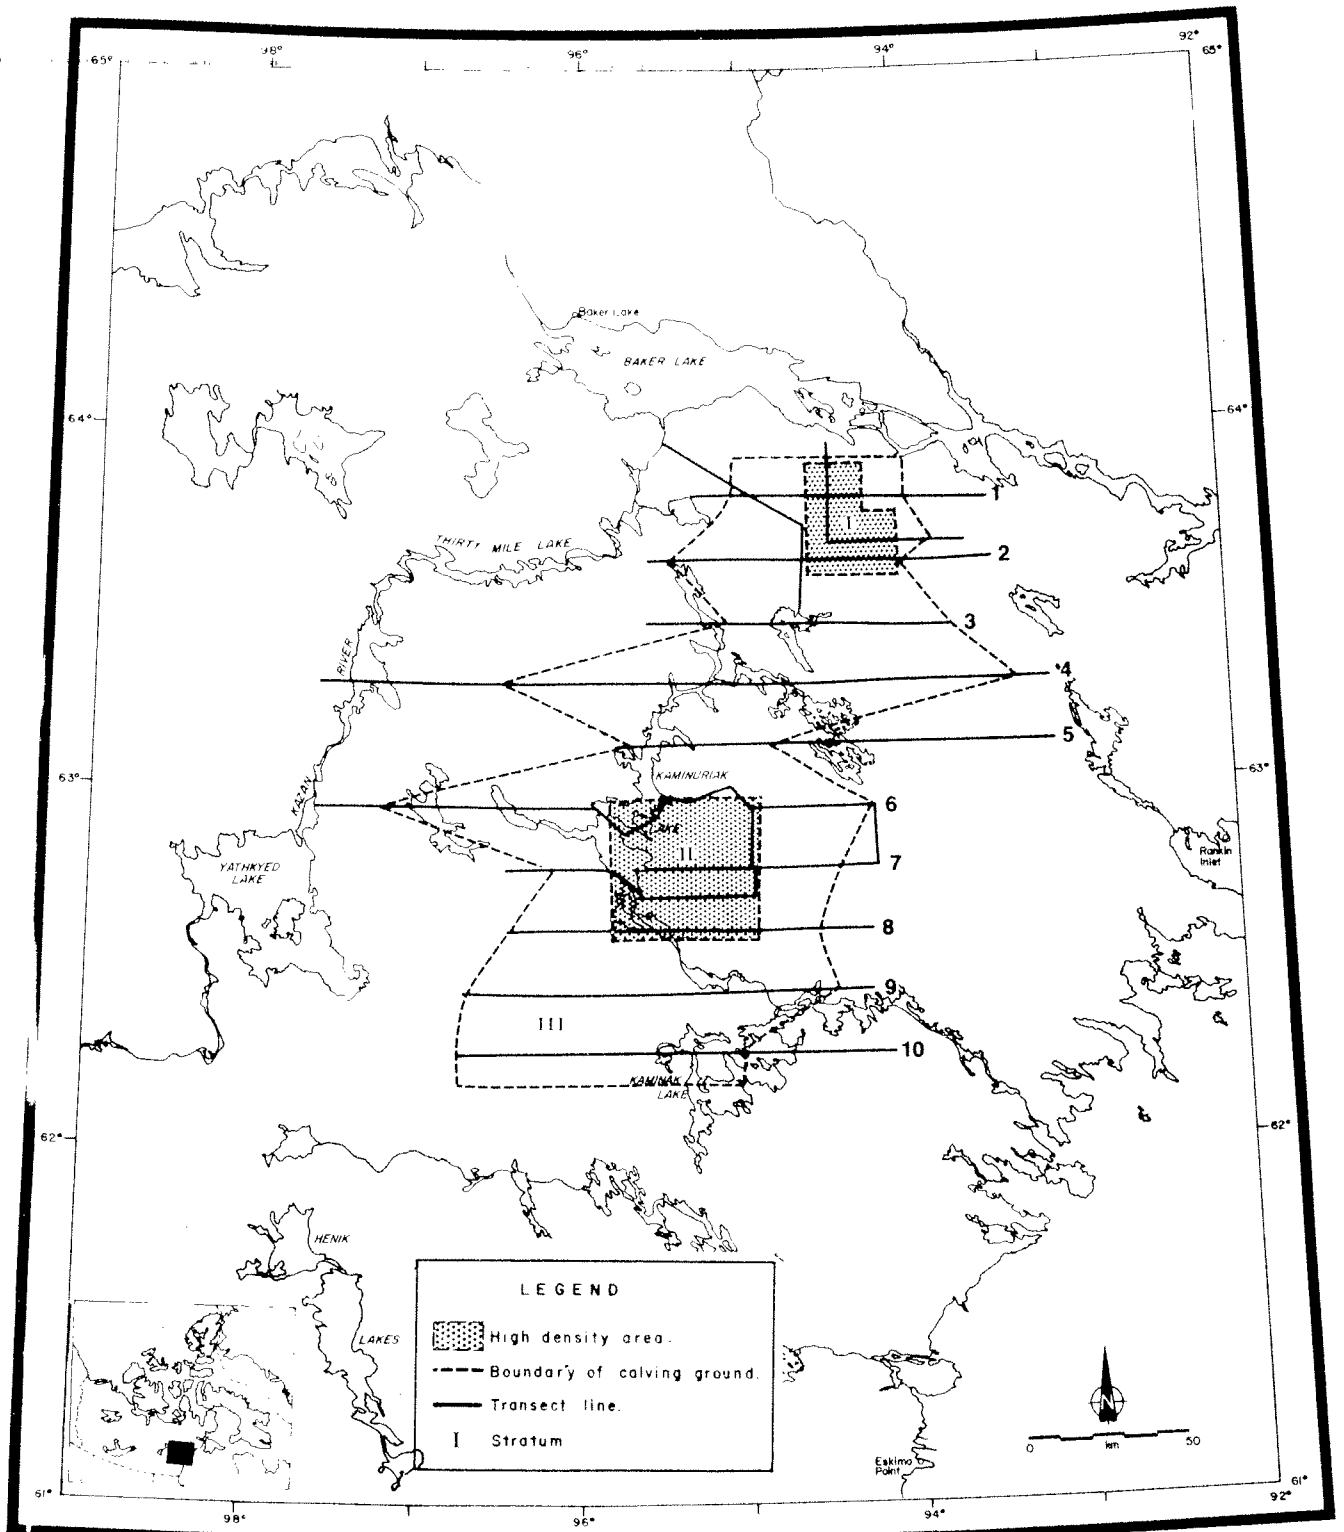 98°
96°
94°
92°
65°
65°
Baker Lake
BAKER LAKE
64°
64°
1
I
THIRTY MILE LAKE
2
3
RIVER
4
5
63°
63°
KAMINURIAK
KAZAN
6
LAKE
II
7
Rankin
Inlet
YATHKYED
LAKE
8
9
III
10
KAMINAK
LAKE
62°
62°
HENIK
LAKES
LEGEND
High density area.
Boundary of calving ground.
Transect line.
I Stratum
N
0 km 50
Eskimo
Point
61°
61°
98°
96°
94°
92°